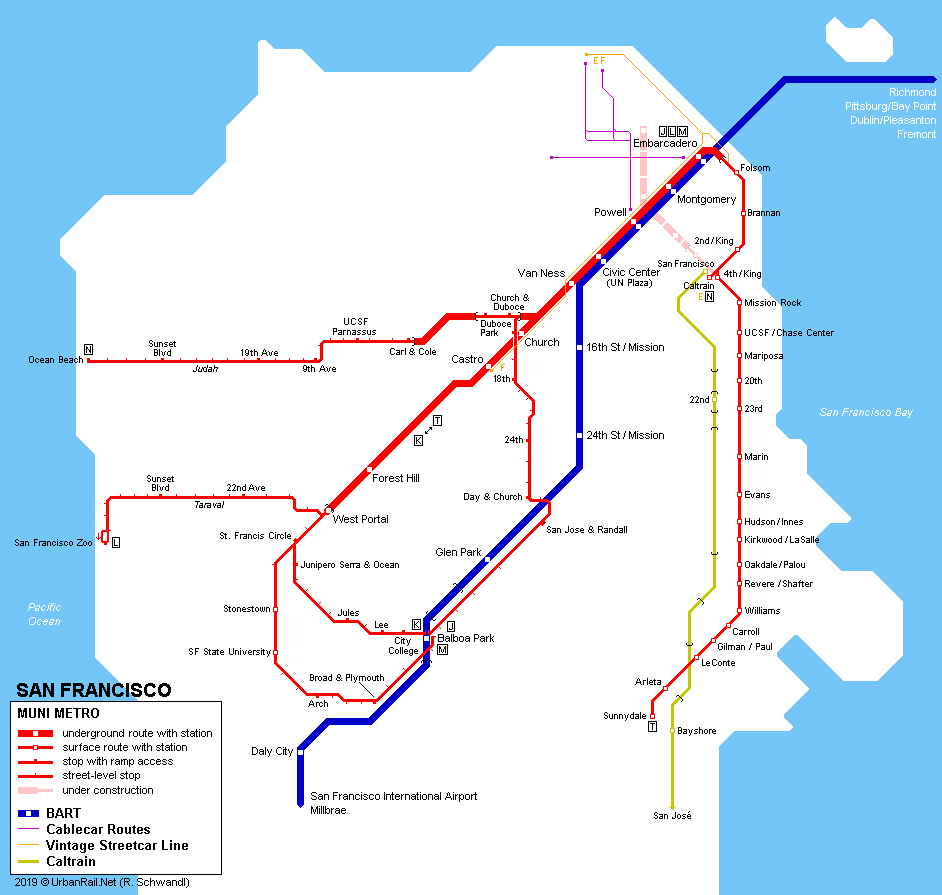 E F
Richmond
Pittsburg/Bay Point
Dublin/Pleasanton
Fremont
J L M
Embarcadero
Folsom
Montgomery
Powell
Brannan
2nd/King
San Francisco
Caltrain
E N
4th/King
Van Ness
Civic Center
(UN Plaza)
Mission Rock
Church &
Duboce
UCSF
Parnassus
Duboce
Park
Church
UCSF / Chase Center
N
Ocean Beach
Sunset
Blvd
Judah
19th Ave
9th Ave
Carl & Cole
Castro
F
18th
16th St / Mission
Mariposa
20th
22nd
23rd
San Francisco Bay
T
K
24th
24th St / Mission
Marin
Forest Hill
Sunset
Blvd
22nd Ave
Taraval
West Portal
Day & Church
Evans
San Francisco Zoo
L
St. Francis Circle
San Jose & Randall
Hudson/Innes
Kirkwood/LaSalle
Glen Park
Junipero Serra & Ocean
Oakdale/Palou
Revere/Shafter
Pacific
Ocean
Stonestown
Jules
Lee
K
J
City
College
Balboa Park
M
Williams
Carroll
Gilman / Paul
LeConte
SF State University
Broad & Plymouth
Arch
Arleta
Sunnydale
T
Bayshore
Daly City
San Francisco International Airport
Millbrae
San José
SAN FRANCISCO
MUNI METRO
underground route with station
surface route with station
stop with ramp access
street-level stop
under construction
BART
Cablecar Routes
Vintage Streetcar Line
Caltrain
2019 © UrbanRail.Net (R. Schwandl)